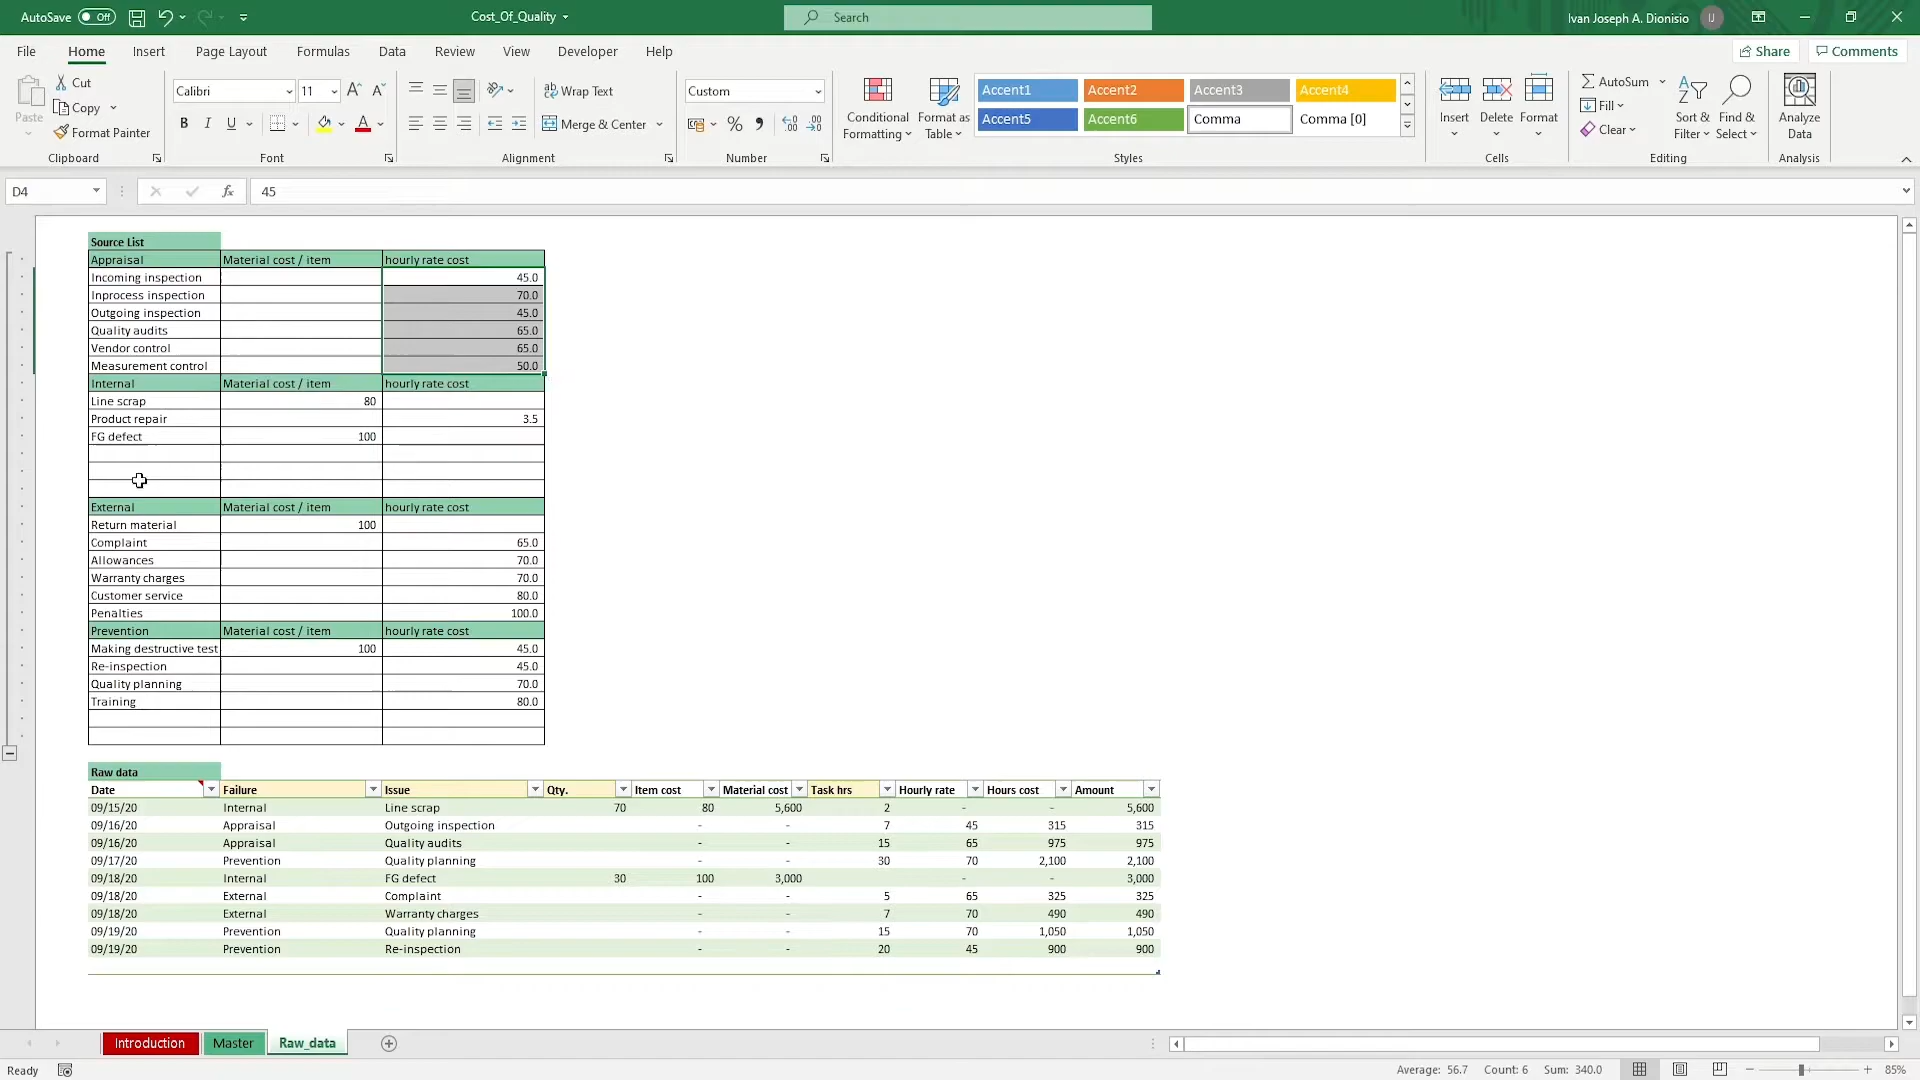 AutoSave Off Cost_Of_Quality Search Ivan Joseph A. Dionisio IJ
File Home Insert Page Layout Formulas Data Review View Developer Help Share Comments
Cut
Copy
Format Painter
Paste
Clipboard
Calibri 11
B I U
Font
Wrap Text
Merge & Center
Alignment
Custom
Number
Conditional Formatting
Format as Table
Accent1 Accent2 Accent3 Accent4
Accent5 Accent6 Comma Comma [0]
Styles
Insert Delete Format
Cells
AutoSum
Fill
Clear
Sort & Filter
Find & Select
Editing
Analyze Data
Analysis
D4 fx 45
Source List
Appraisal Material cost / item hourly rate cost
Incoming inspection 45.0
Inprocess inspection 70.0
Outgoing inspection 45.0
Quality audits 65.0
Vendor control 65.0
Measurement control 50.0
Internal Material cost / item hourly rate cost
Line scrap 80
Product repair 3.5
FG defect 100
External Material cost / item hourly rate cost
Return material 100
Complaint 65.0
Allowances 70.0
Warranty charges 70.0
Customer service 80.0
Penalties 100.0
Prevention Material cost / item hourly rate cost
Making destructive test 100 45.0
Re-inspection 45.0
Quality planning 70.0
Training 80.0
Raw data
Date Failure Issue Qty. Item cost Material cost Task hrs Hourly rate Hours cost Amount
09/15/20 Internal Line scrap 70 80 5,600 2 - - 5,600
09/16/20 Appraisal Outgoing inspection - - 7 45 315 315
09/16/20 Appraisal Quality audits - - 15 65 975 975
09/17/20 Prevention Quality planning - - 30 70 2,100 2,100
09/18/20 Internal FG defect 30 100 3,000 - - 3,000
09/18/20 External Complaint - - 5 65 325 325
09/18/20 External Warranty charges - - 7 70 490 490
09/19/20 Prevention Quality planning - - 15 70 1,050 1,050
09/19/20 Prevention Re-inspection - - 20 45 900 900
Introduction Master Raw_data
Ready Average: 56.7 Count: 6 Sum: 340.0 85%